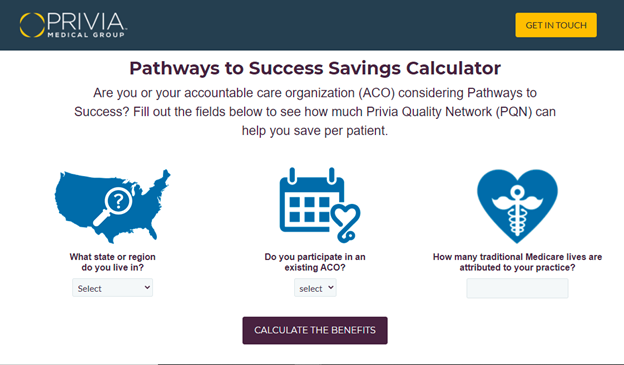 PRIVIA
MEDICAL GROUP
GET IN TOUCH
Pathways to Success Savings Calculator
Are you or your accountable care organization (ACO) considering Pathways to
Success? Fill out the fields below to see how much Privia Quality Network (PQN) can
help you save per patient.
?
What state or region
do you live in?
Select
Do you participate in an
existing ACO?
select
How many traditional Medicare lives are
attributed to your practice?
CALCULATE THE BENEFITS